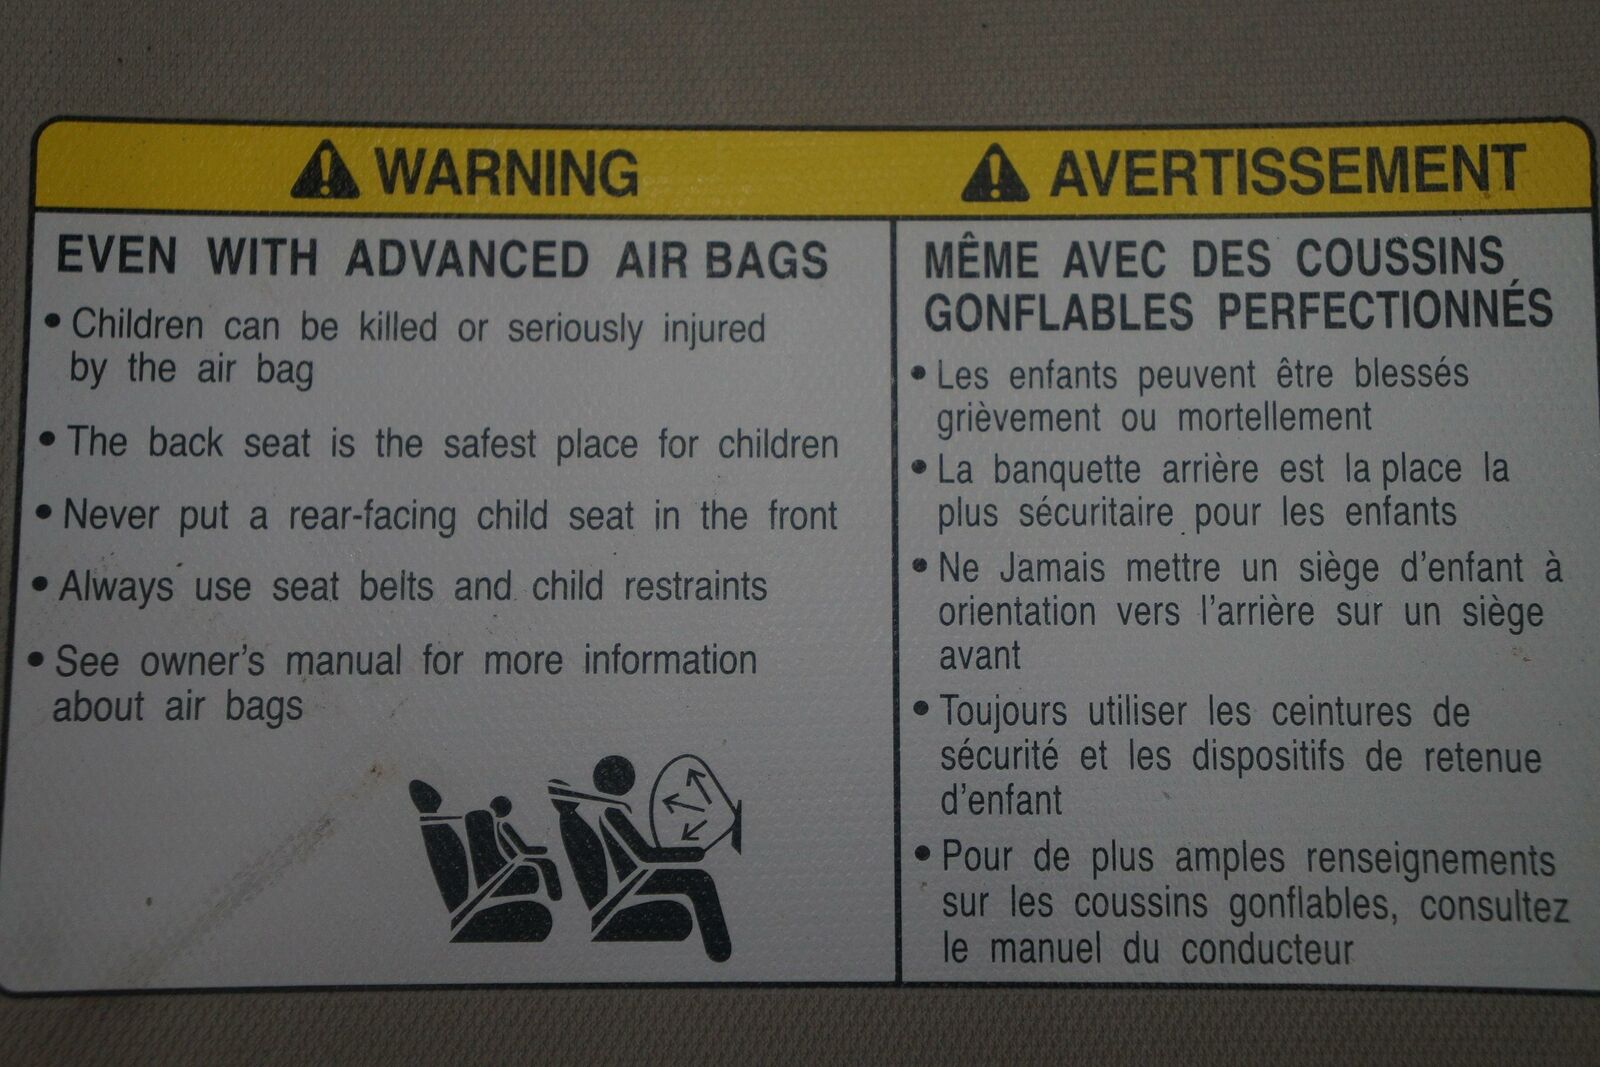 WARNING
EVEN WITH ADVANCED AIR BAGS
• Children can be killed or seriously injured
by the air bag
• The back seat is the safest place for children
• Never put a rear-facing child seat in the front
• Always use seat belts and child restraints
• See owner's manual for more information
about air bags
AVERTISSEMENT
MÊME AVEC DES COUSSINS
GONFLABLES PERFECTIONNÉS
• Les enfants peuvent être blessés
grièvement ou mortellement
• La banquette arrière est la place la
plus sécuritaire pour les enfants
• Ne Jamais mettre un siège d'enfant à
orientation vers l'arrière sur un siège
avant
• Toujours utiliser les ceintures de
sécurité et les dispositifs de retenue
d'enfant
• Pour de plus amples renseignements
sur les coussins gonflables, consultez
le manuel du conducteur